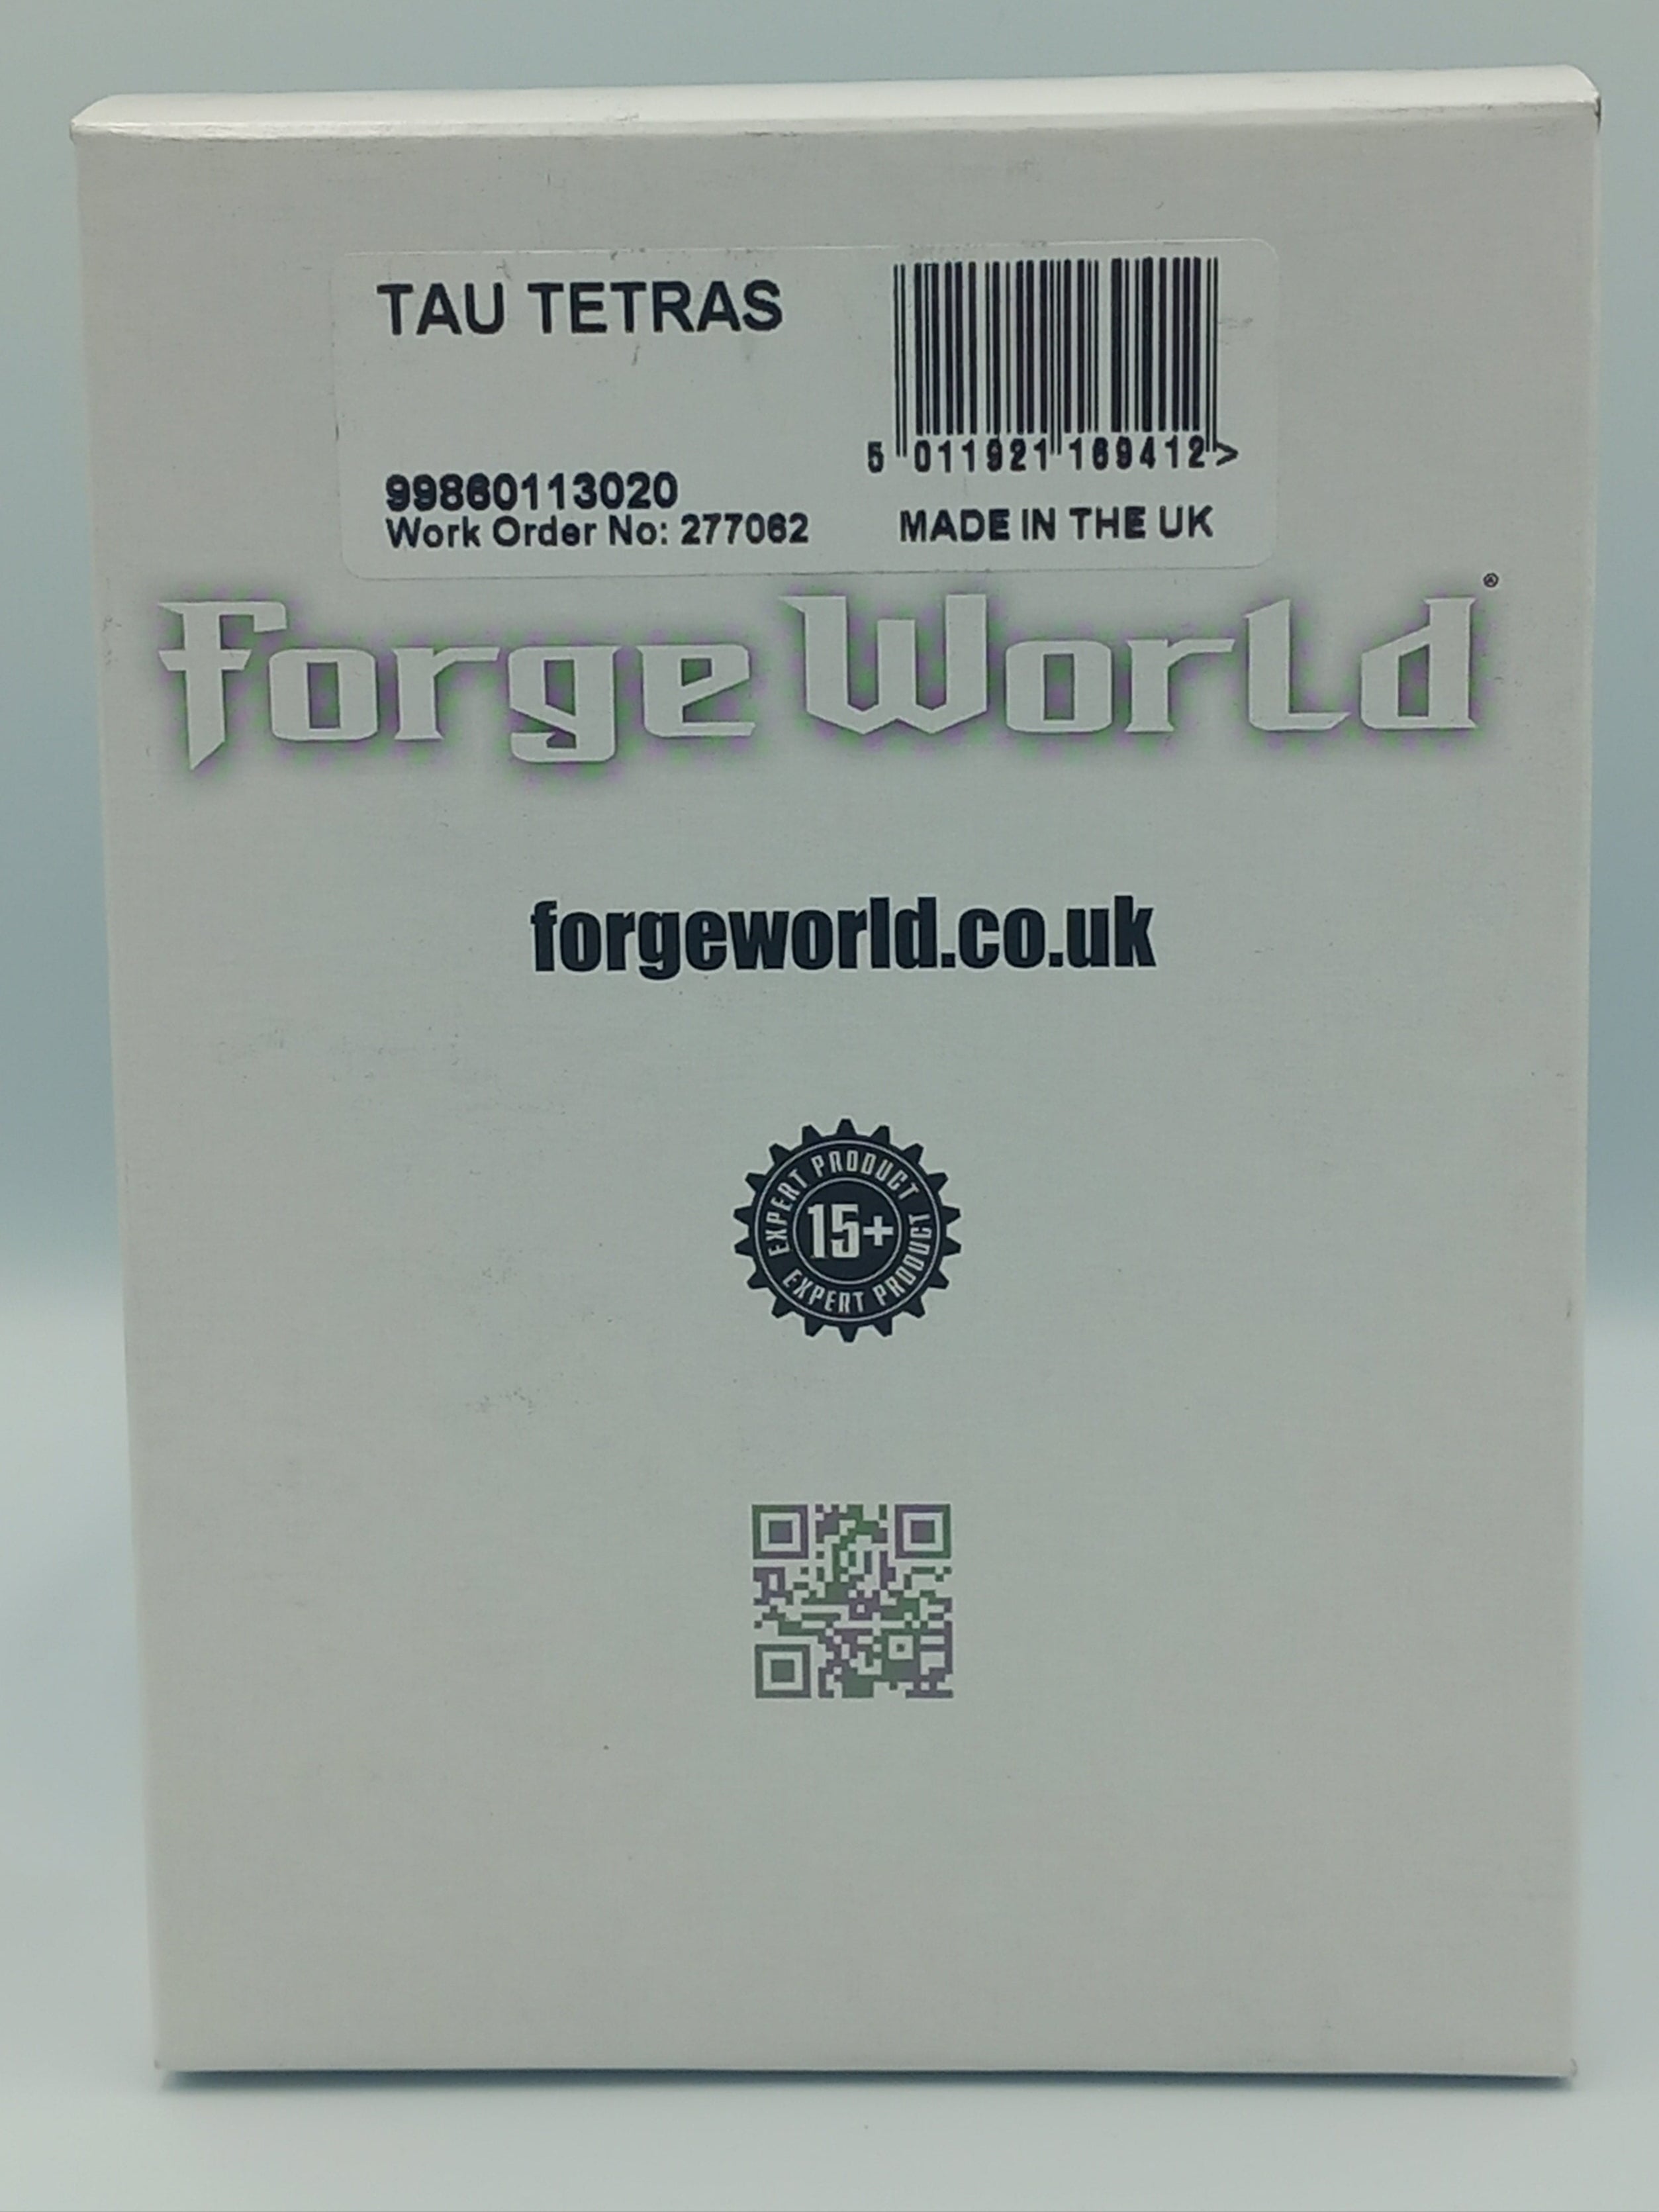 TAU TETRAS
5 011921 169412 >
99860113020
Work Order No: 277062
MADE IN THE UK
Forge World®
forgeworld.co.uk
EXPERT PRODUCT
15+
EXPERT PRODUCT